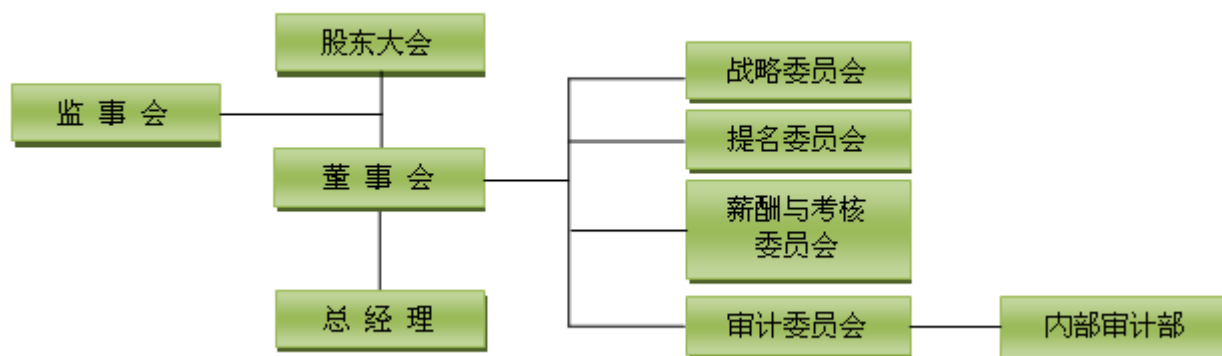 股东大会
监 事 会
董 事 会
总 经 理
战略委员会
提名委员会
薪酬与考核
委员会
审计委员会
内部审计部